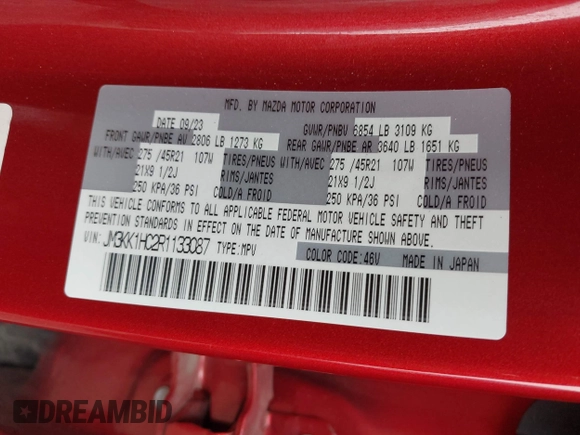 MFD. BY MAZDA MOTOR CORPORATION
DATE 09/23 GVWR/PNBV 6854 LB 3109 KG
FRONT GAWR/PNBE AV 2806 LB 1273 KG REAR GAWR/PNBE AR 3640 LB 1651 KG
WITH/AVEC 275 /45R21 107W TIRES/PNEUS WITH/AVEC 275 /45R21 107W TIRES/PNEUS
21X9 1/2J RIMS/JANTES 21X9 1/2J RIMS/JANTES
250 KPA/36 PSI COLD/A FROID 250 KPA/36 PSI COLD/A FROID
THIS VEHICLE CONFORMS TO ALL APPLICABLE FEDERAL MOTOR VEHICLE SAFETY AND THEFT
PREVENTION STANDARDS IN EFFECT ON THE DATE OF MANUFACTURE SHOWN ABOVE.
VIN: JM3KK1HC2R1133087 TYPE:MPV COLOR CODE:46V MADE IN JAPAN
DREAMBID